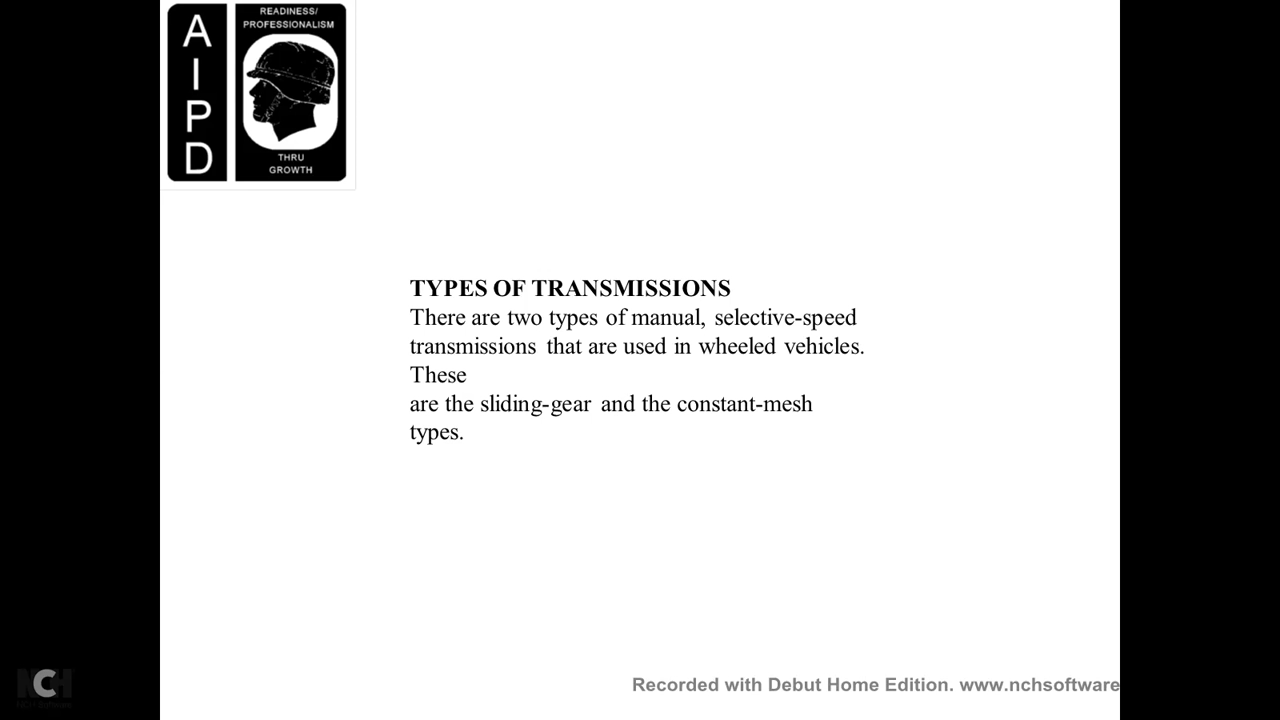 A
I
P
D
READINESS/
PROFESSIONALISM
THRU
GROWTH
TYPES OF TRANSMISSIONS
There are two types of manual, selective-speed
transmissions that are used in wheeled vehicles.
These
are the sliding-gear and the constant-mesh
types.
NCH
NCH Software
Recorded with Debut Home Edition. www.nchsoftware